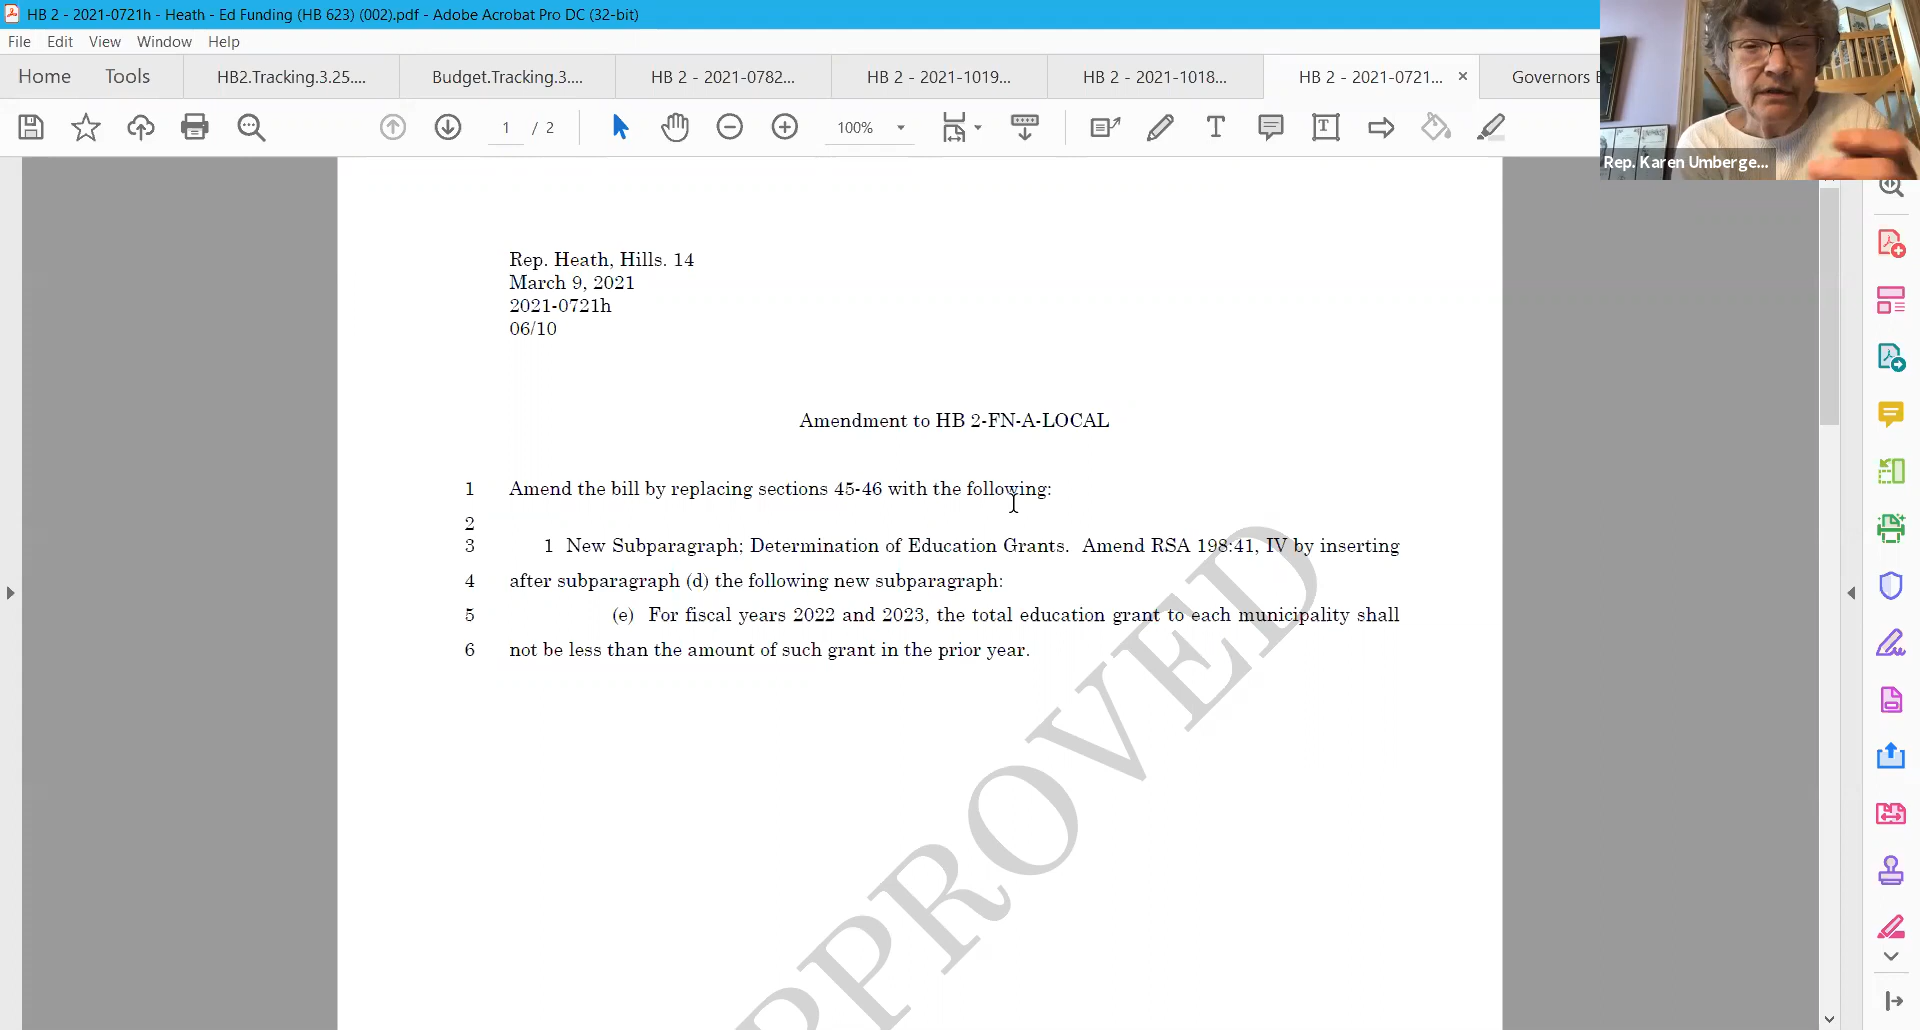 HB 2 - 2021-0721h - Heath - Ed Funding (HB 623) (002).pdf - Adobe Acrobat Pro DC (32-bit)
File Edit View Window Help
Home Tools HB2.Tracking.3.25.... Budget.Tracking.3.... HB 2 - 2021-0782... HB 2 - 2021-1019... HB 2 - 2021-1018... HB 2 - 2021-0721... × Governors
1 / 2 100%
Rep. Karen Umberge...
Rep. Heath, Hills. 14
March 9, 2021
2021-0721h
06/10
Amendment to HB 2-FN-A-LOCAL
1 Amend the bill by replacing sections 45-46 with the following:
2
3 1 New Subparagraph; Determination of Education Grants. Amend RSA 198:41, IV by inserting
4 after subparagraph (d) the following new subparagraph:
5 (e) For fiscal years 2022 and 2023, the total education grant to each municipality shall
6 not be less than the amount of such grant in the prior year.
PPROVED